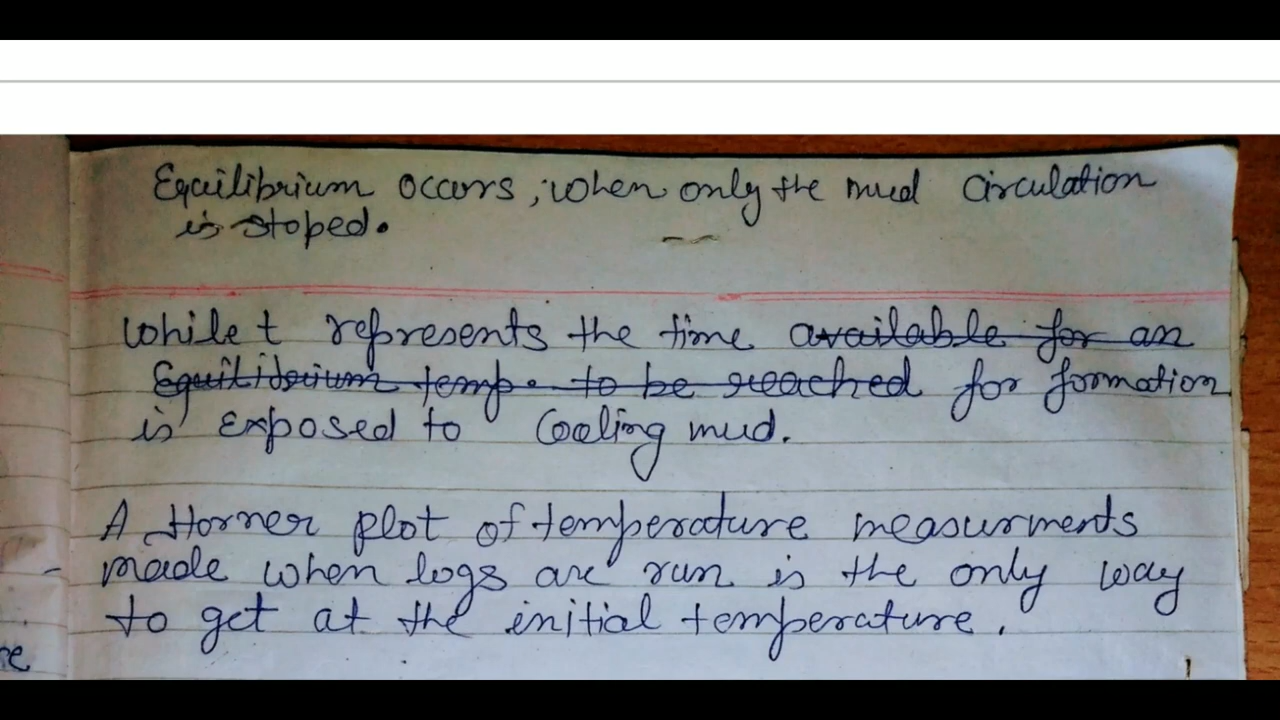 Equilibrium occurs, when only the mud circulation
is stoped.
while t represents the time available for an
Equilibrium temp. to be reached for formation
is exposed to Cooling mud.
A Horner plot of temperature measurments
made when logs are run is the only way
to get at the initial temperature.